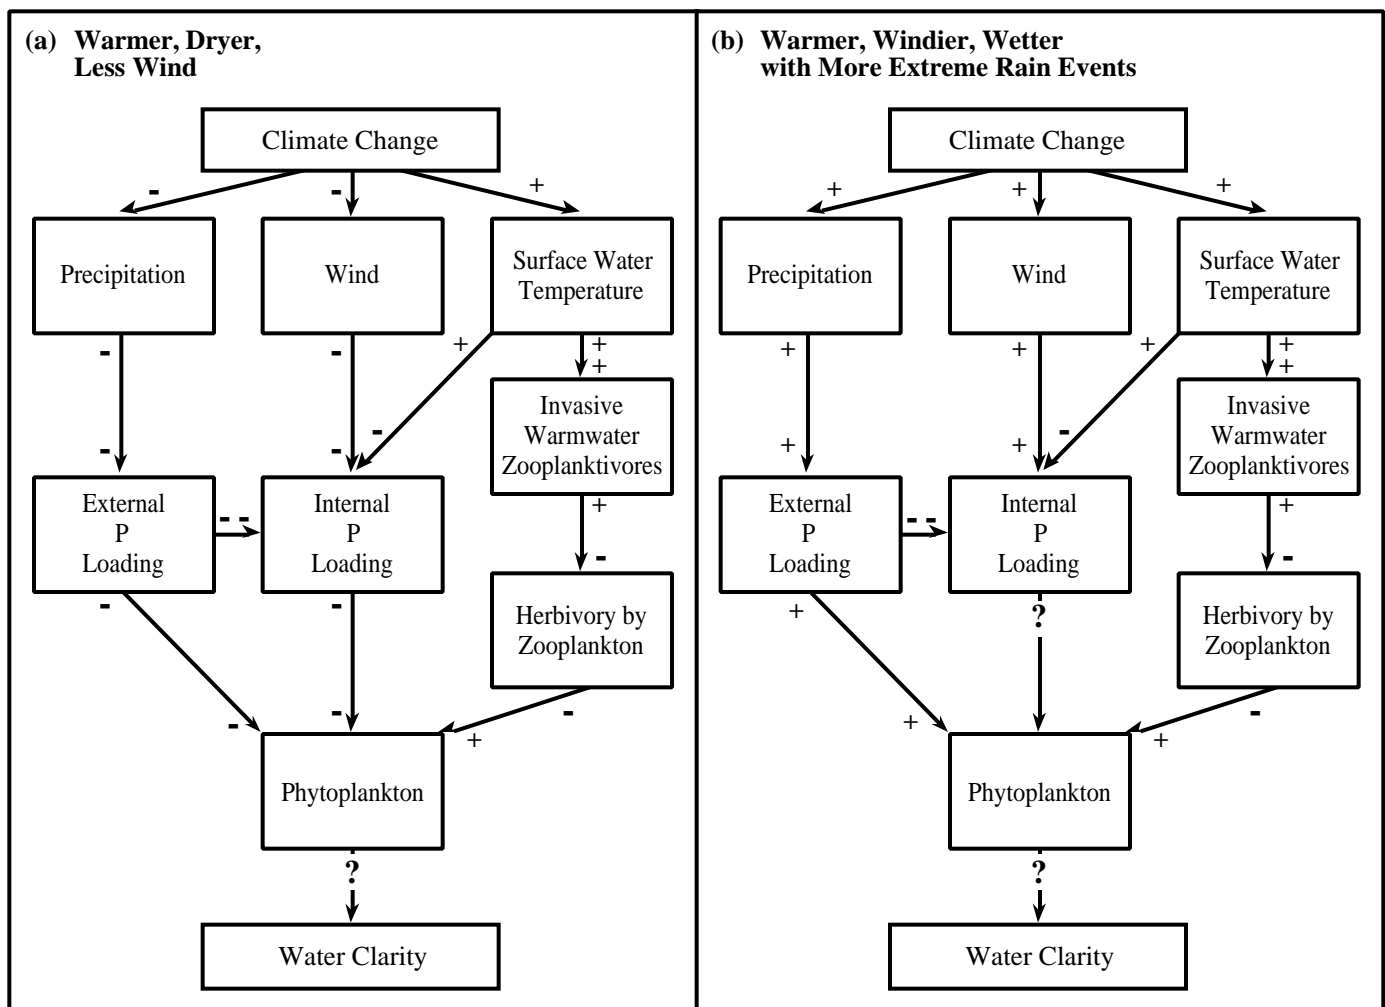 (a) Warmer, Dryer,
Less Wind
Climate Change
- - +
Precipitation
Wind
Surface Water
Temperature
- - + +
+
Invasive
Warmwater
Zooplanktivores
- - -
External
P
Loading
- -
Internal
P
Loading
+
-
Herbivory by
Zooplankton
- -
- - + -
Phytoplankton
?
Water Clarity
(b) Warmer, Windier, Wetter
with More Extreme Rain Events
Climate Change
+ + +
Precipitation
Wind
Surface Water
Temperature
+ + + +
+
Invasive
Warmwater
Zooplanktivores
+ + -
External
P
Loading
- -
Internal
P
Loading
+
-
Herbivory by
Zooplankton
+ ?
+ + -
Phytoplankton
?
Water Clarity